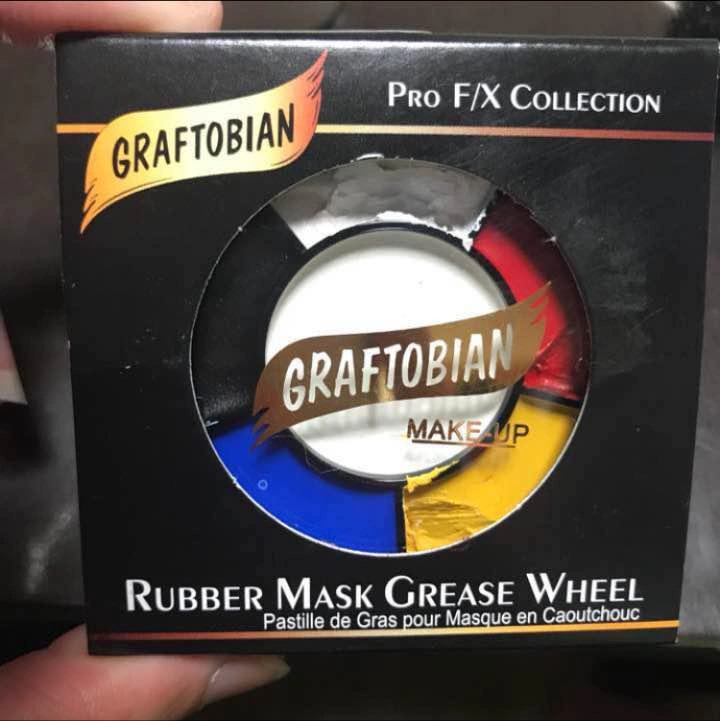 GRAFTOBIAN
PRO F/X COLLECTION
GRAFTOBIAN
MAKE-UP
RUBBER MASK GREASE WHEEL
Pastille de Gras pour Masque en Caoutchouc